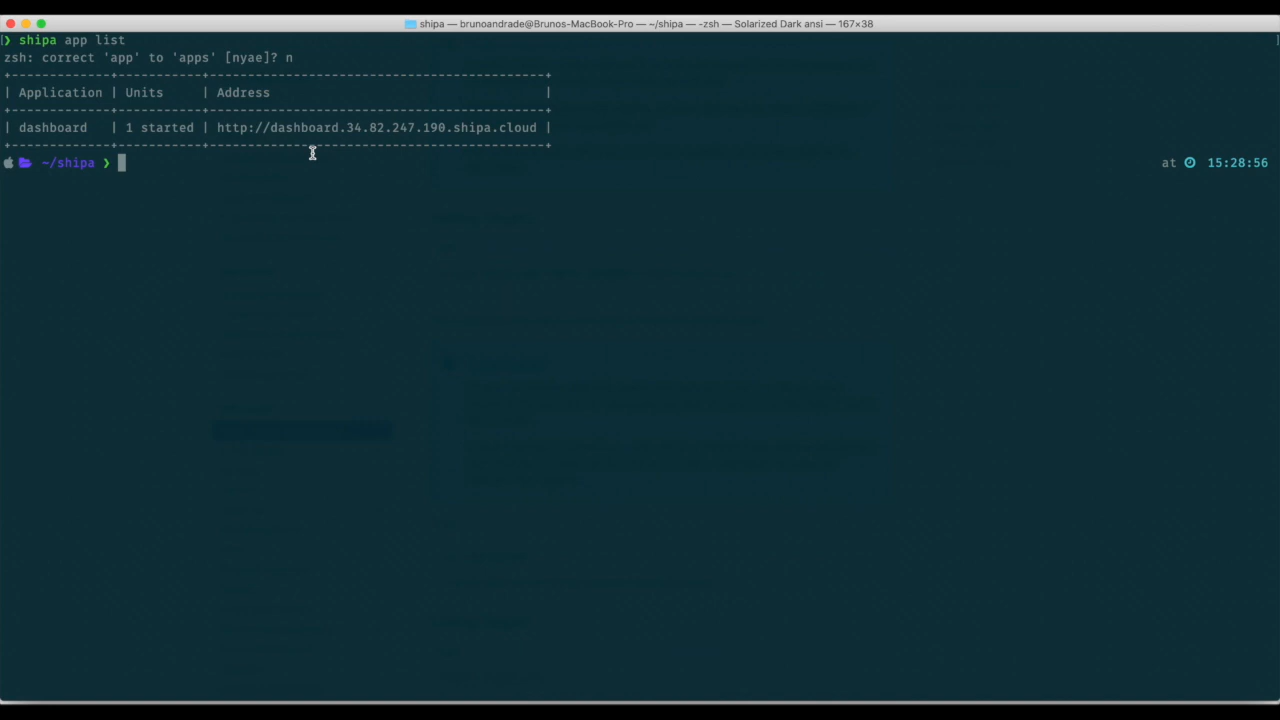 shipa — brunoandrade@Brunos-MacBook-Pro — ~/shipa — -zsh — Solarized Dark ansi — 167×38
❯ shipa app list
zsh: correct 'app' to 'apps' [nyae]? n
+-------------+-----------+--------------------------------------------+
| Application | Units     | Address                                    |
+-------------+-----------+--------------------------------------------+
| dashboard   | 1 started | http://dashboard.34.82.247.190.shipa.cloud |
+-------------+-----------+--------------------------------------------+
~/shipa ❯ at 15:28:56